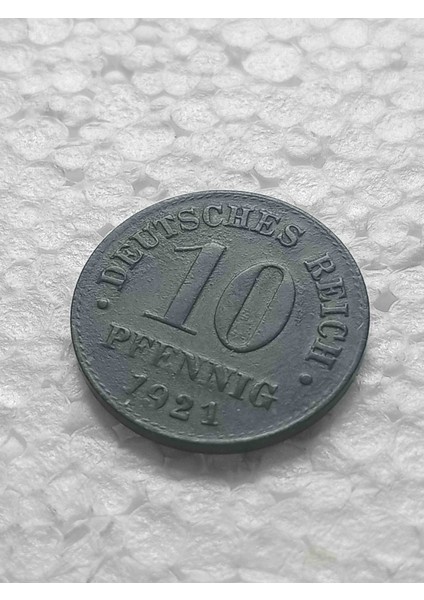 · DEUTSCHES REICH ·
10
PFENNIG
1921